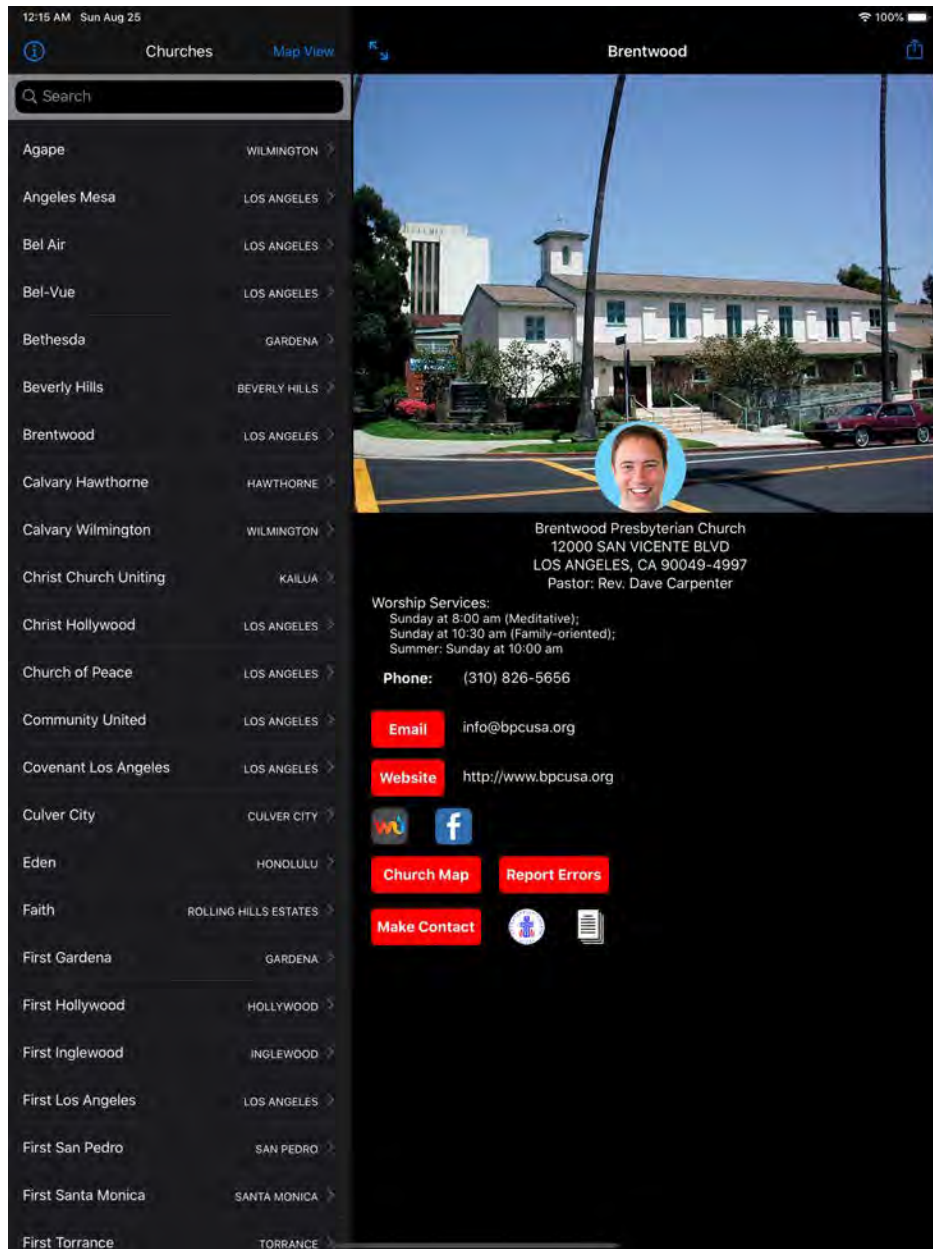 12:15 AM Sun Aug 25
100%
Churches
Map View
Search
Agape WILMINGTON
Angeles Mesa LOS ANGELES
Bel Air LOS ANGELES
Bel-Vue LOS ANGELES
Bethesda GARDENA
Beverly Hills BEVERLY HILLS
Brentwood LOS ANGELES
Calvary Hawthorne HAWTHORNE
Calvary Wilmington WILMINGTON
Christ Church Uniting KAILUA
Christ Hollywood LOS ANGELES
Church of Peace LOS ANGELES
Community United LOS ANGELES
Covenant Los Angeles LOS ANGELES
Culver City CULVER CITY
Eden HONOLULU
Faith ROLLING HILLS ESTATES
First Gardena GARDENA
First Hollywood HOLLYWOOD
First Inglewood INGLEWOOD
First Los Angeles LOS ANGELES
First San Pedro SAN PEDRO
First Santa Monica SANTA MONICA
First Torrance TORRANCE
Brentwood
Brentwood Presbyterian Church
12000 SAN VICENTE BLVD
LOS ANGELES, CA 90049-4997
Pastor: Rev. Dave Carpenter
Worship Services:
Sunday at 8:00 am (Meditative);
Sunday at 10:30 am (Family-oriented);
Summer: Sunday at 10:00 am
Phone: (310) 826-5656
Email info@bpcusa.org
Website http://www.bpcusa.org
Church Map Report Errors
Make Contact